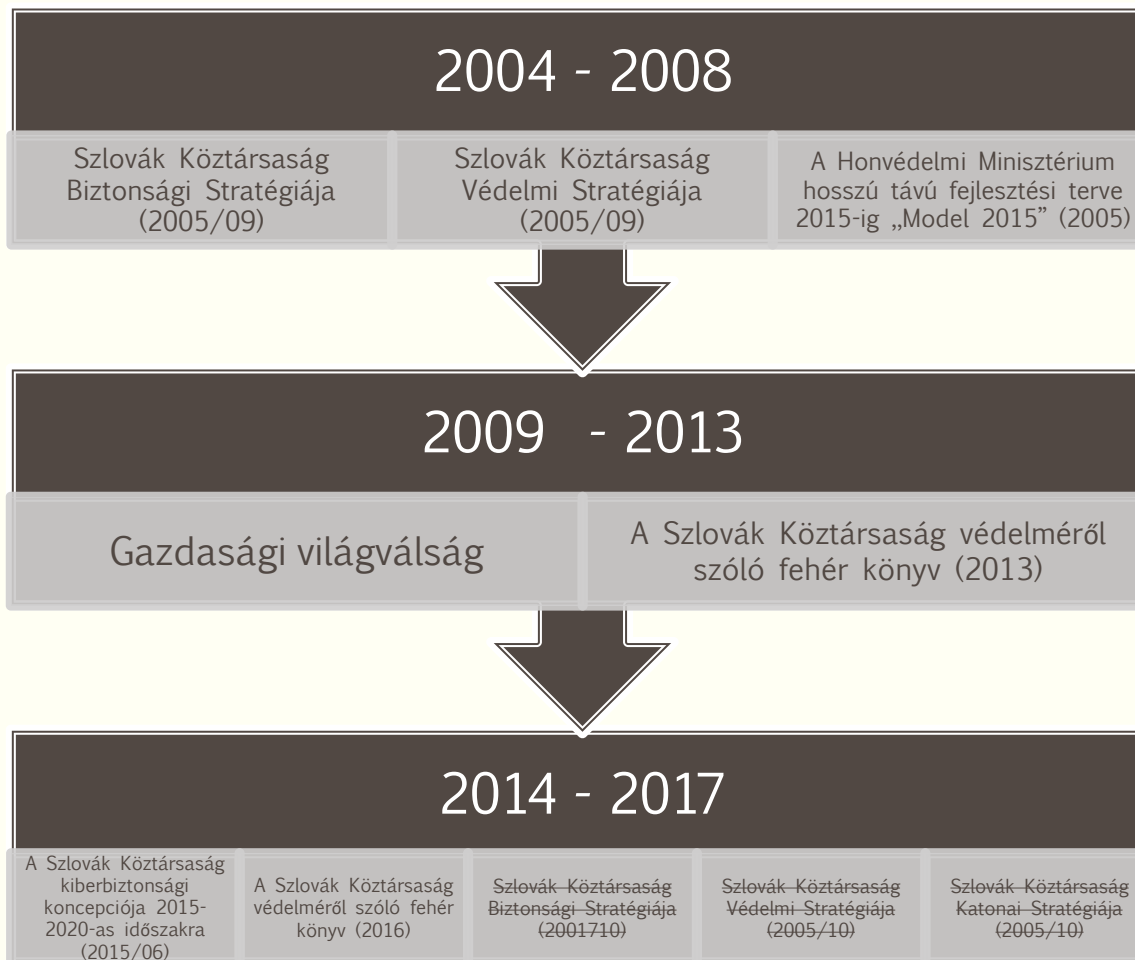 2004 - 2008
Szlovák Köztársaság
Biztonsági Stratégiája
(2005/09)
Szlovák Köztársaság
Védelmi Stratégiája
(2005/09)
A Honvédelmi Minisztérium
hosszú távú fejlesztési terve
2015-ig „Model 2015” (2005)
2009 - 2013
Gazdasági világválság
A Szlovák Köztársaság védelméről
szóló fehér könyv (2013)
2014 - 2017
A Szlovák Köztársaság
kiberbiztonsági
koncepciója 2015-
2020-as időszakra
(2015/06)
A Szlovák Köztársaság
védelméről szóló fehér
könyv (2016)
Szlovák Köztársaság
Biztonsági Stratégiája
(2001710)
Szlovák Köztársaság
Védelmi Stratégiája
(2005/10)
Szlovák Köztársaság
Katonai Stratégiája
(2005/10)